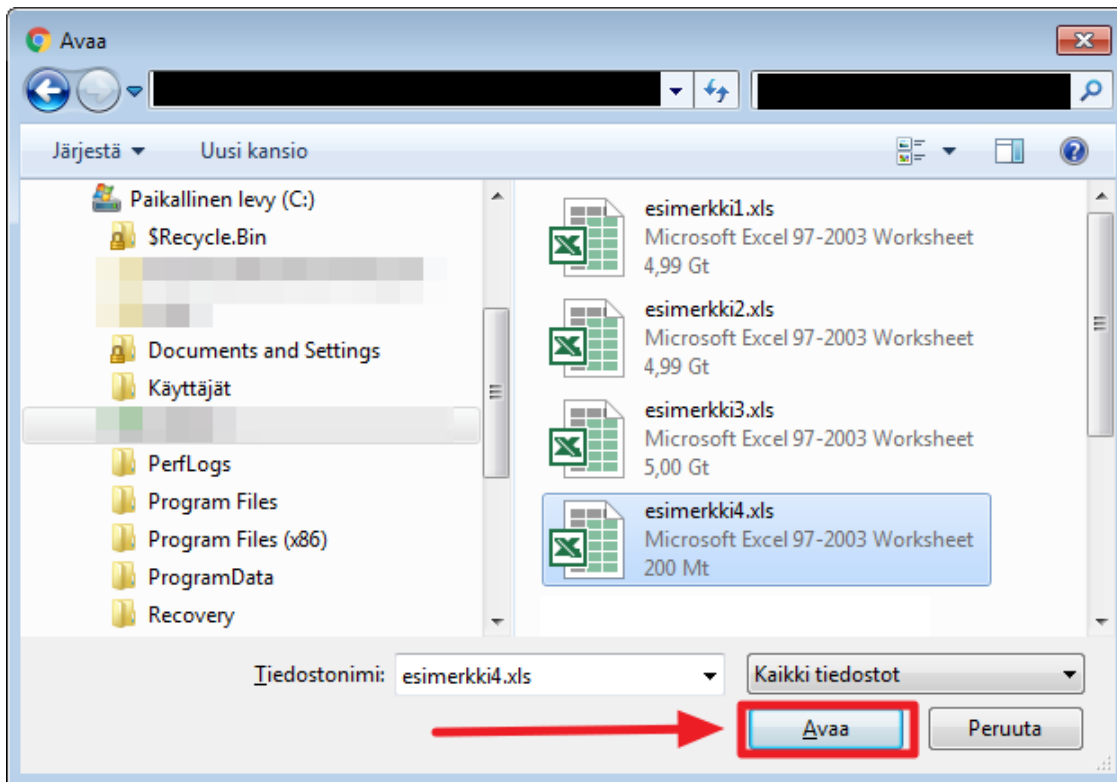 Avaa
Järjestä
Uusi kansio
Paikallinen levy (C:)
$Recycle.Bin
Documents and Settings
Käyttäjät
PerfLogs
Program Files
Program Files (x86)
ProgramData
Recovery
esimerkki1.xls
Microsoft Excel 97-2003 Worksheet
4,99 Gt
esimerkki2.xls
Microsoft Excel 97-2003 Worksheet
4,99 Gt
esimerkki3.xls
Microsoft Excel 97-2003 Worksheet
5,00 Gt
esimerkki4.xls
Microsoft Excel 97-2003 Worksheet
200 Mt
Tiedostonimi: esimerkki4.xls
Kaikki tiedostot
Avaa
Peruuta